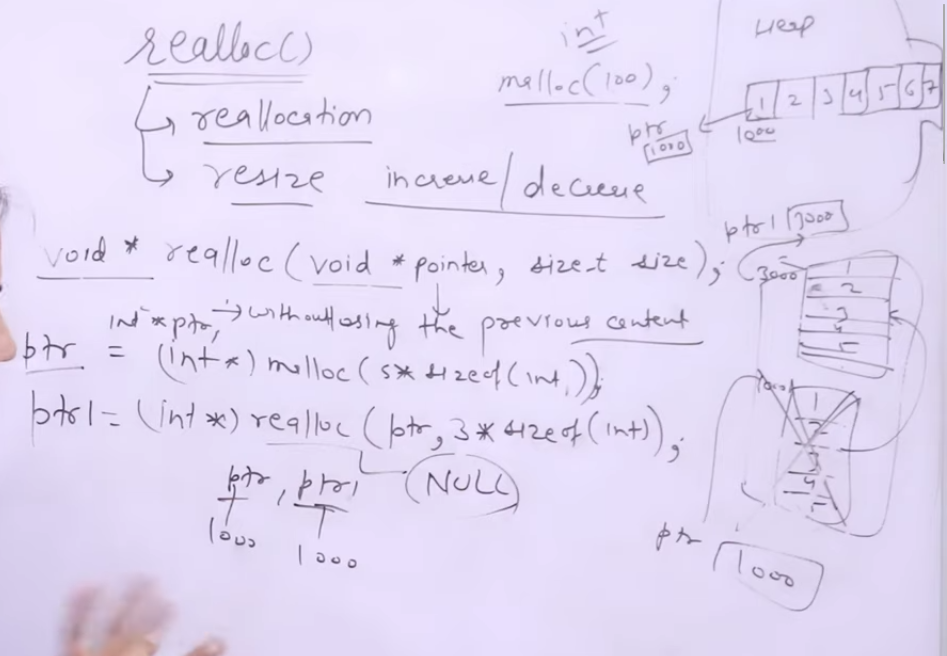 realloc()
int
malloc(100);
Heap
1 2 3 4 5 6 7
1000
ptr
1000
→ reallocation
→ resize increase/decrease
ptr1 3000
void * realloc (void * pointer, size_t size);
3000
1
2
3
4
5
int *ptr, → without losing the previous content
ptr = (int *) malloc (5 * sizeof(int));
ptr1 = (int *) realloc (ptr, 3 * sizeof(int));
1
2
3
4
5
ptr, ptr1
NULL
1000 1000
ptr
1000